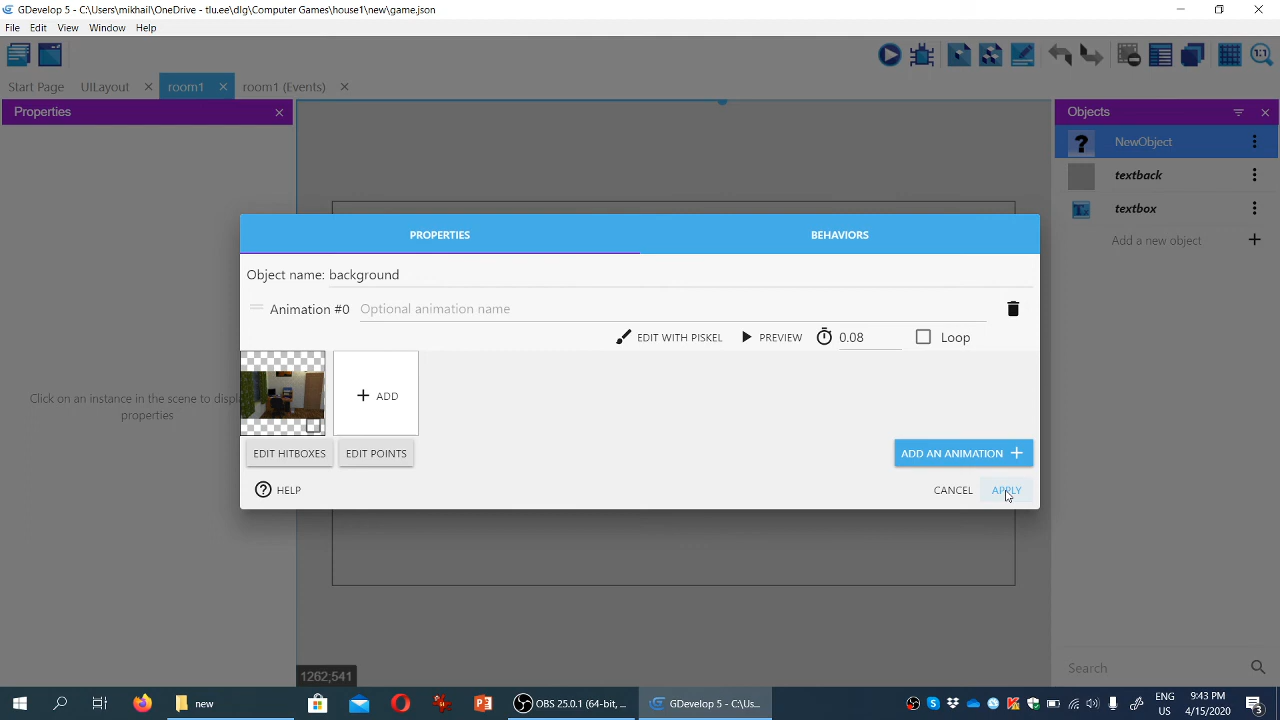 GDevelop 5 - C:\Users\mikhail\OneDrive - tlu.ee\dlg\Computer Games\house1\new\game.json
File Edit View Window Help
Start Page UILayout room1 room1 (Events)
Properties
Objects
NewObject
textback
textbox
Add a new object
PROPERTIES
BEHAVIORS
Object name: background
Animation #0 Optional animation name
EDIT WITH PISKEL PREVIEW 0.08 Loop
Click on an instance in the scene to displ
properties
ADD
EDIT HITBOXES EDIT POINTS
ADD AN ANIMATION
HELP
CANCEL APPLY
1262,541
Search
new
OBS 25.0.1 (64-bit, ...
GDevelop 5 - C:\Us...
ENG
9:43 PM
4/15/2020
3